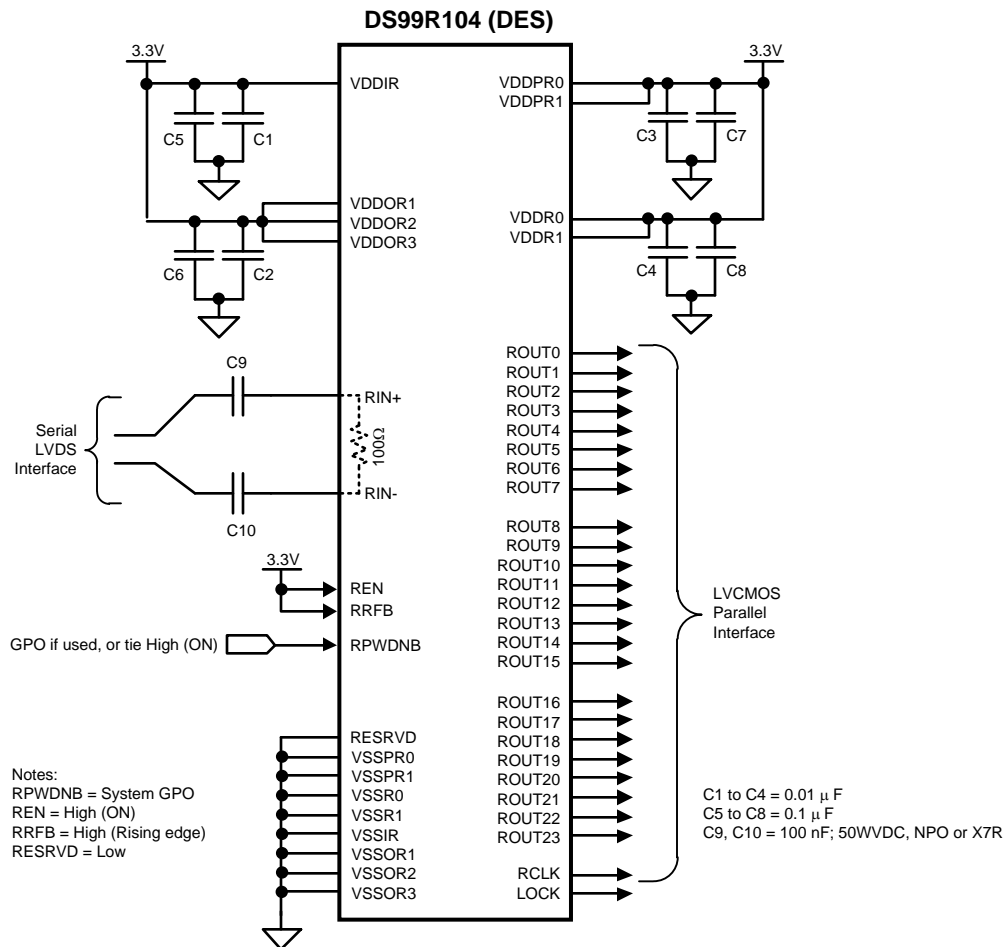 DS99R104 (DES)
3.3V
3.3V
VDDIR
VDDPR0
VDDPR1
C5
C1
C3
C7
VDDOR1
VDDOR2
VDDOR3
VDDR0
VDDR1
C6
C2
C4
C8
C9
RIN+
Serial
LVDS
Interface
100Ω
RIN-
C10
3.3V
REN
RRFB
GPO if used, or tie High (ON)
RPWDNB
ROUT0
ROUT1
ROUT2
ROUT3
ROUT4
ROUT5
ROUT6
ROUT7
ROUT8
ROUT9
ROUT10
ROUT11
ROUT12
ROUT13
ROUT14
ROUT15
ROUT16
ROUT17
ROUT18
ROUT19
ROUT20
ROUT21
ROUT22
ROUT23
RCLK
LOCK
LVCMOS
Parallel
Interface
RESRVD
VSSPR0
VSSPR1
VSSR0
VSSR1
VSSIR
VSSOR1
VSSOR2
VSSOR3
Notes:
RPWDNB = System GPO
REN = High (ON)
RRFB = High (Rising edge)
RESRVD = Low
C1 to C4 = 0.01 μ F
C5 to C8 = 0.1 μ F
C9, C10 = 100 nF; 50WVDC, NPO or X7R